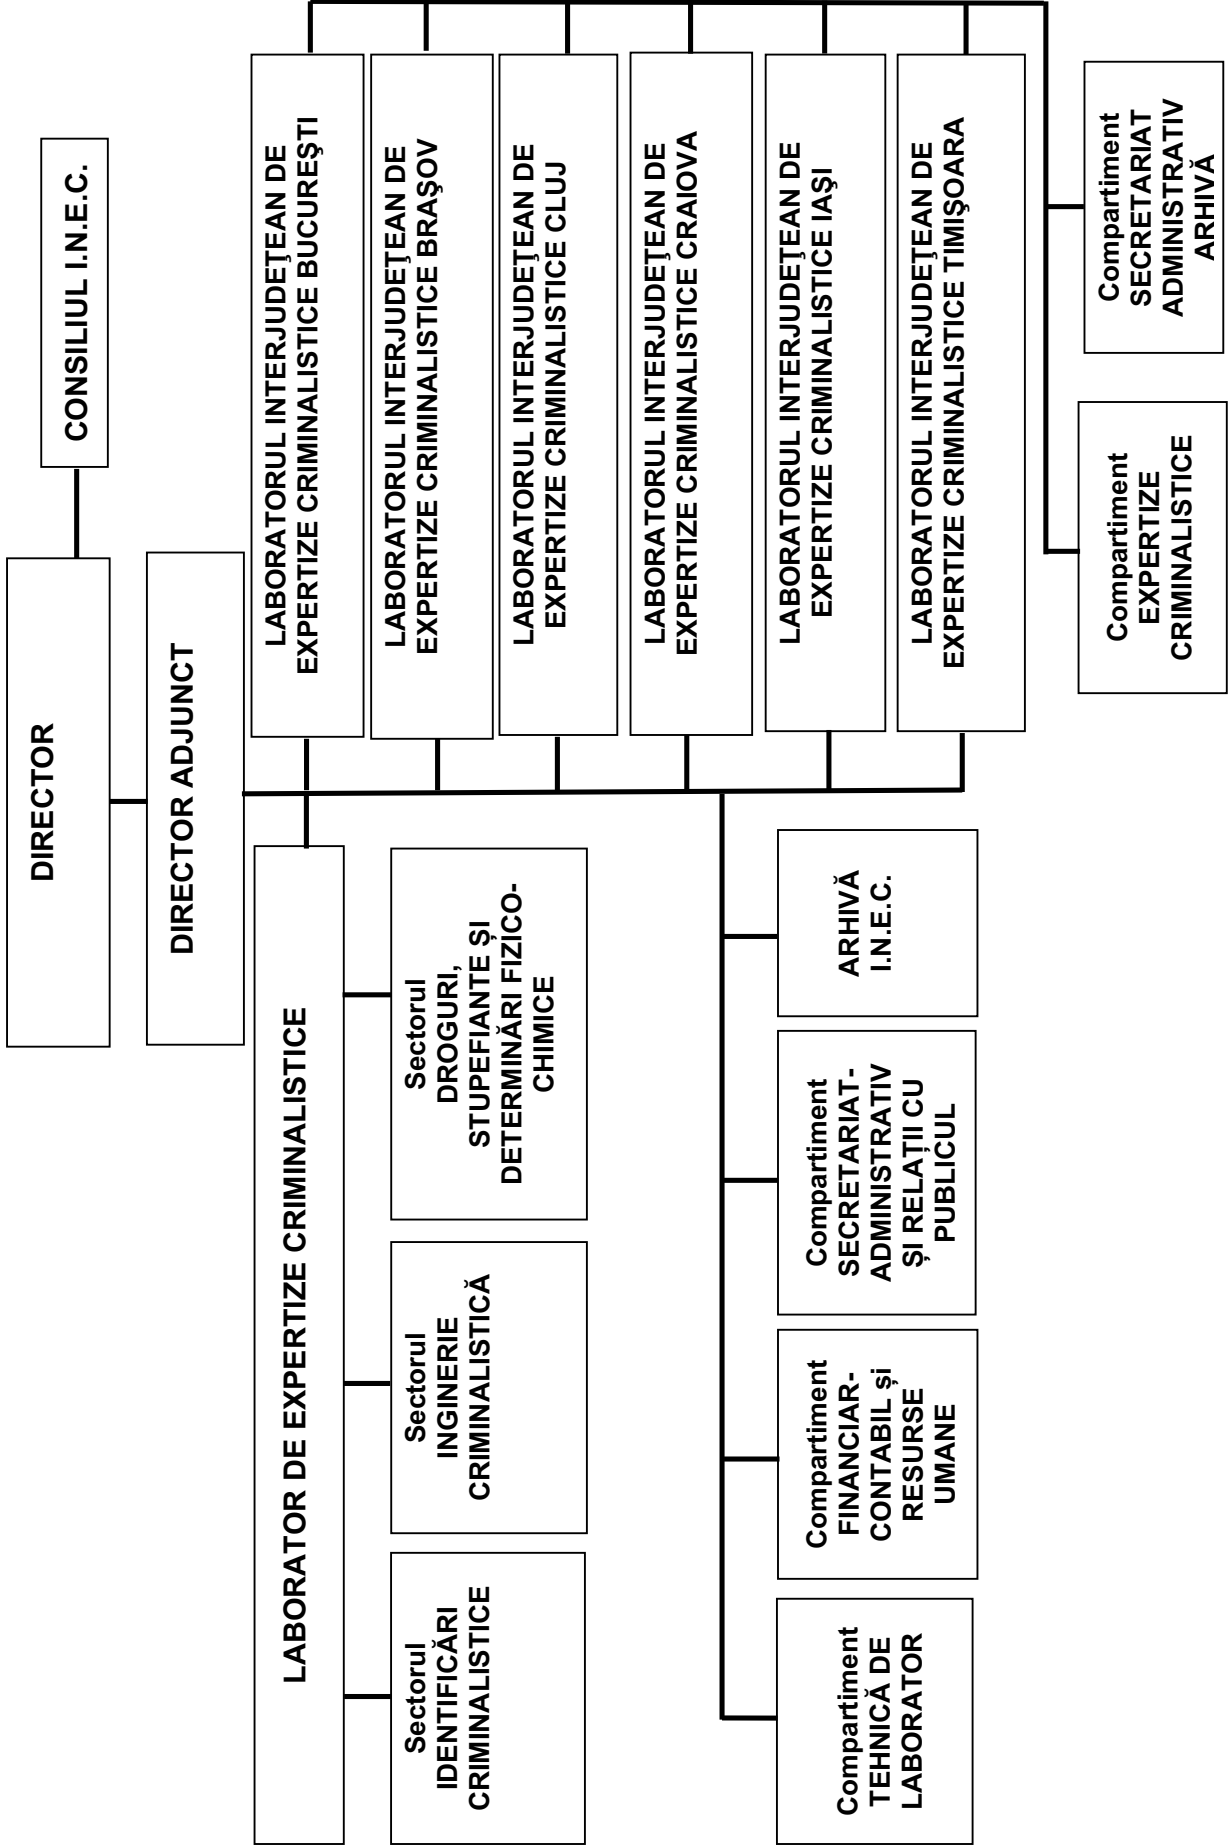 DIRECTOR
CONSILIUL I.N.E.C.
DIRECTOR ADJUNCT
LABORATOR DE EXPERTIZE CRIMINALISTICE
Sectorul
IDENTIFICĂRI
CRIMINALISTICE
Sectorul
INGINERIE
CRIMINALISTICĂ
Sectorul
DROGURI,
STUPEFIANTE ȘI
DETERMINĂRI FIZICO-
CHIMICE
LABORATORUL INTERJUDEŢEAN DE
EXPERTIZE CRIMINALISTICE BUCUREŞTI
LABORATORUL INTERJUDEŢEAN DE
EXPERTIZE CRIMINALISTICE BRAŞOV
LABORATORUL INTERJUDEŢEAN DE
EXPERTIZE CRIMINALISTICE CLUJ
LABORATORUL INTERJUDEŢEAN DE
EXPERTIZE CRIMINALISTICE CRAIOVA
LABORATORUL INTERJUDEŢEAN DE
EXPERTIZE CRIMINALISTICE IAŞI
LABORATORUL INTERJUDEŢEAN DE
EXPERTIZE CRIMINALISTICE TIMIŞOARA
Compartiment
TEHNICĂ DE
LABORATOR
Compartiment
FINANCIAR-
CONTABIL și
RESURSE
UMANE
Compartiment
SECRETARIAT-
ADMINISTRATIV
ȘI RELAȚII CU
PUBLICUL
ARHIVĂ
I.N.E.C.
Compartiment
EXPERTIZE
CRIMINALISTICE
Compartiment
SECRETARIAT
ADMINISTRATIV
ARHIVĂ